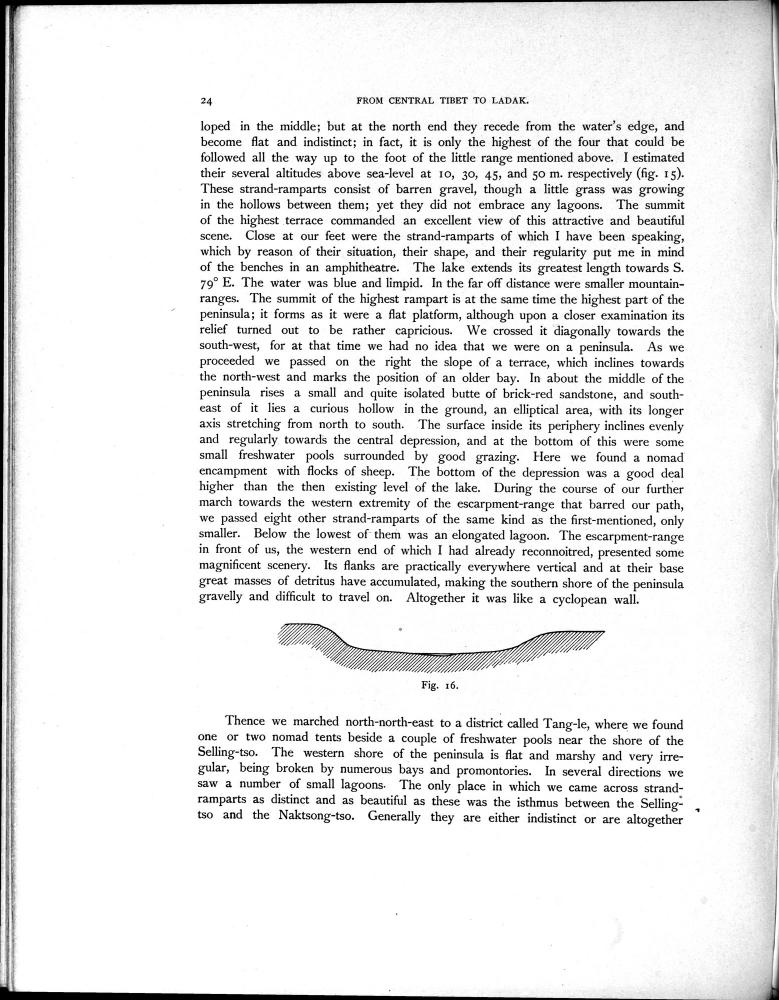 24 FROM CENTRAL TIBET TO LADAK.
loped in the middle; but at the north end they recede from the water's edge, and
become flat and indistinct; in fact, it is only the highest of the four that could be
followed all the way up to the foot of the little range mentioned above. I estimated
their several altitudes above sea-level at 10, 30, 45, and 50 m. respectively (fig. 15).
These strand-ramparts consist of barren gravel, though a little grass was growing
in the hollows between them; yet they did not embrace any lagoons. The summit
of the highest terrace commanded an excellent view of this attractive and beautiful
scene. Close at our feet were the strand-ramparts of which I have been speaking,
which by reason of their situation, their shape, and their regularity put me in mind
of the benches in an amphitheatre. The lake extends its greatest length towards S.
79° E. The water was blue and limpid. In the far off distance were smaller mountain-
ranges. The summit of the highest rampart is at the same time the highest part of the
peninsula; it forms as it were a flat platform, although upon a closer examination its
relief turned out to be rather capricious. We crossed it diagonally towards the
south-west, for at that time we had no idea that we were on a peninsula. As we
proceeded we passed on the right the slope of a terrace, which inclines towards
the north-west and marks the position of an older bay. In about the middle of the
peninsula rises a small and quite isolated butte of brick-red sandstone, and south-
east of it lies a curious hollow in the ground, an elliptical area, with its longer
axis stretching from north to south. The surface inside its periphery inclines evenly
and regularly towards the central depression, and at the bottom of this were some
small freshwater pools surrounded by good grazing. Here we found a nomad
encampment with flocks of sheep. The bottom of the depression was a good deal
higher than the then existing level of the lake. During the course of our further
march towards the western extremity of the escarpment-range that barred our path,
we passed eight other strand-ramparts of the same kind as the first-mentioned, only
smaller. Below the lowest of them was an elongated lagoon. The escarpment-range
in front of us, the western end of which I had already reconnoitred, presented some
magnificent scenery. Its flanks are practically everywhere vertical and at their base
great masses of detritus have accumulated, making the southern shore of the peninsula
gravelly and difficult to travel on. Altogether it was like a cyclopean wall.
Fig. 16.
Thence we marched north-north-east to a district called Tang-le, where we found
one or two nomad tents beside a couple of freshwater pools near the shore of the
Selling-tso. The western shore of the peninsula is flat and marshy and very irre-
gular, being broken by numerous bays and promontories. In several directions we
saw a number of small lagoons. The only place in which we came across strand-
ramparts as distinct and as beautiful as these was the isthmus between the Selling-
tso and the Naktsong-tso. Generally they are either indistinct or are altogether